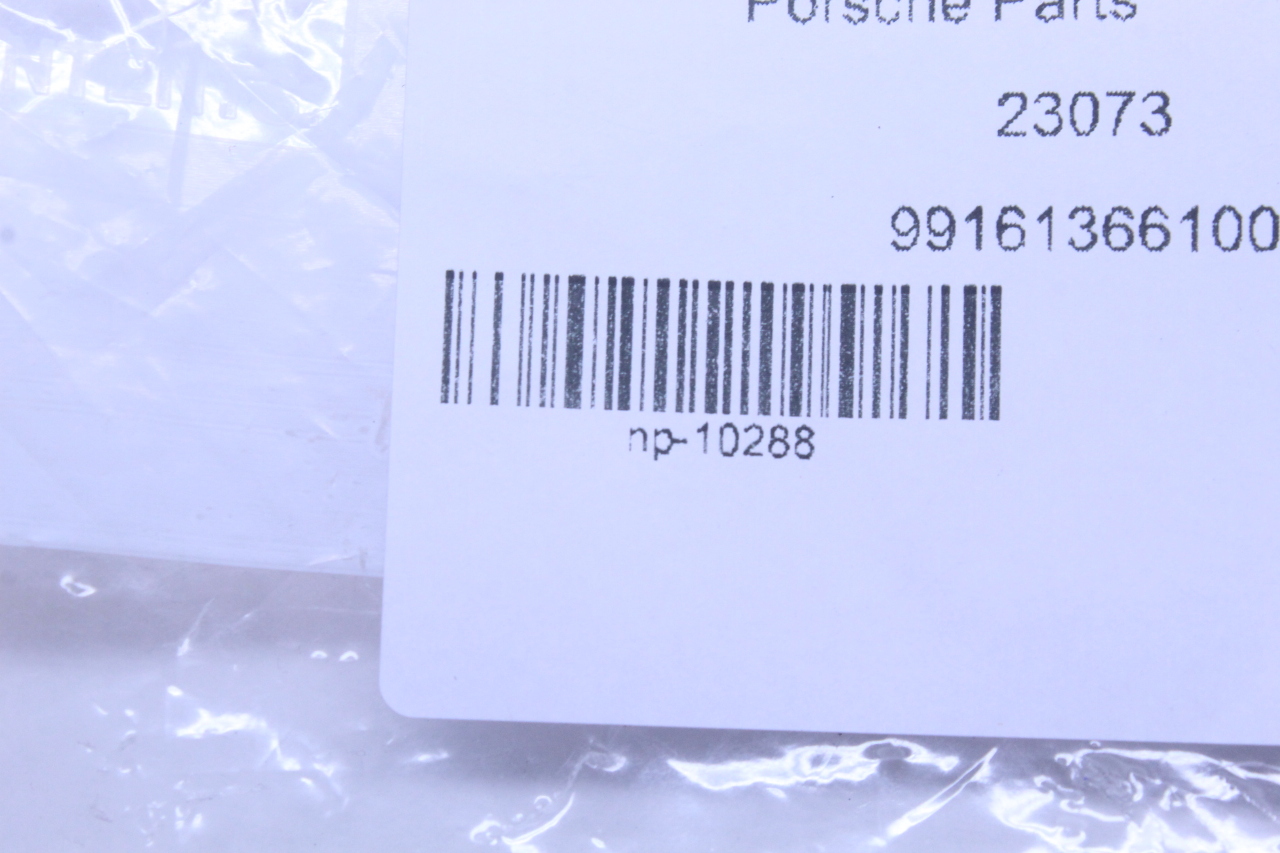 Porsche Parts
23073
99161366100
np-10288